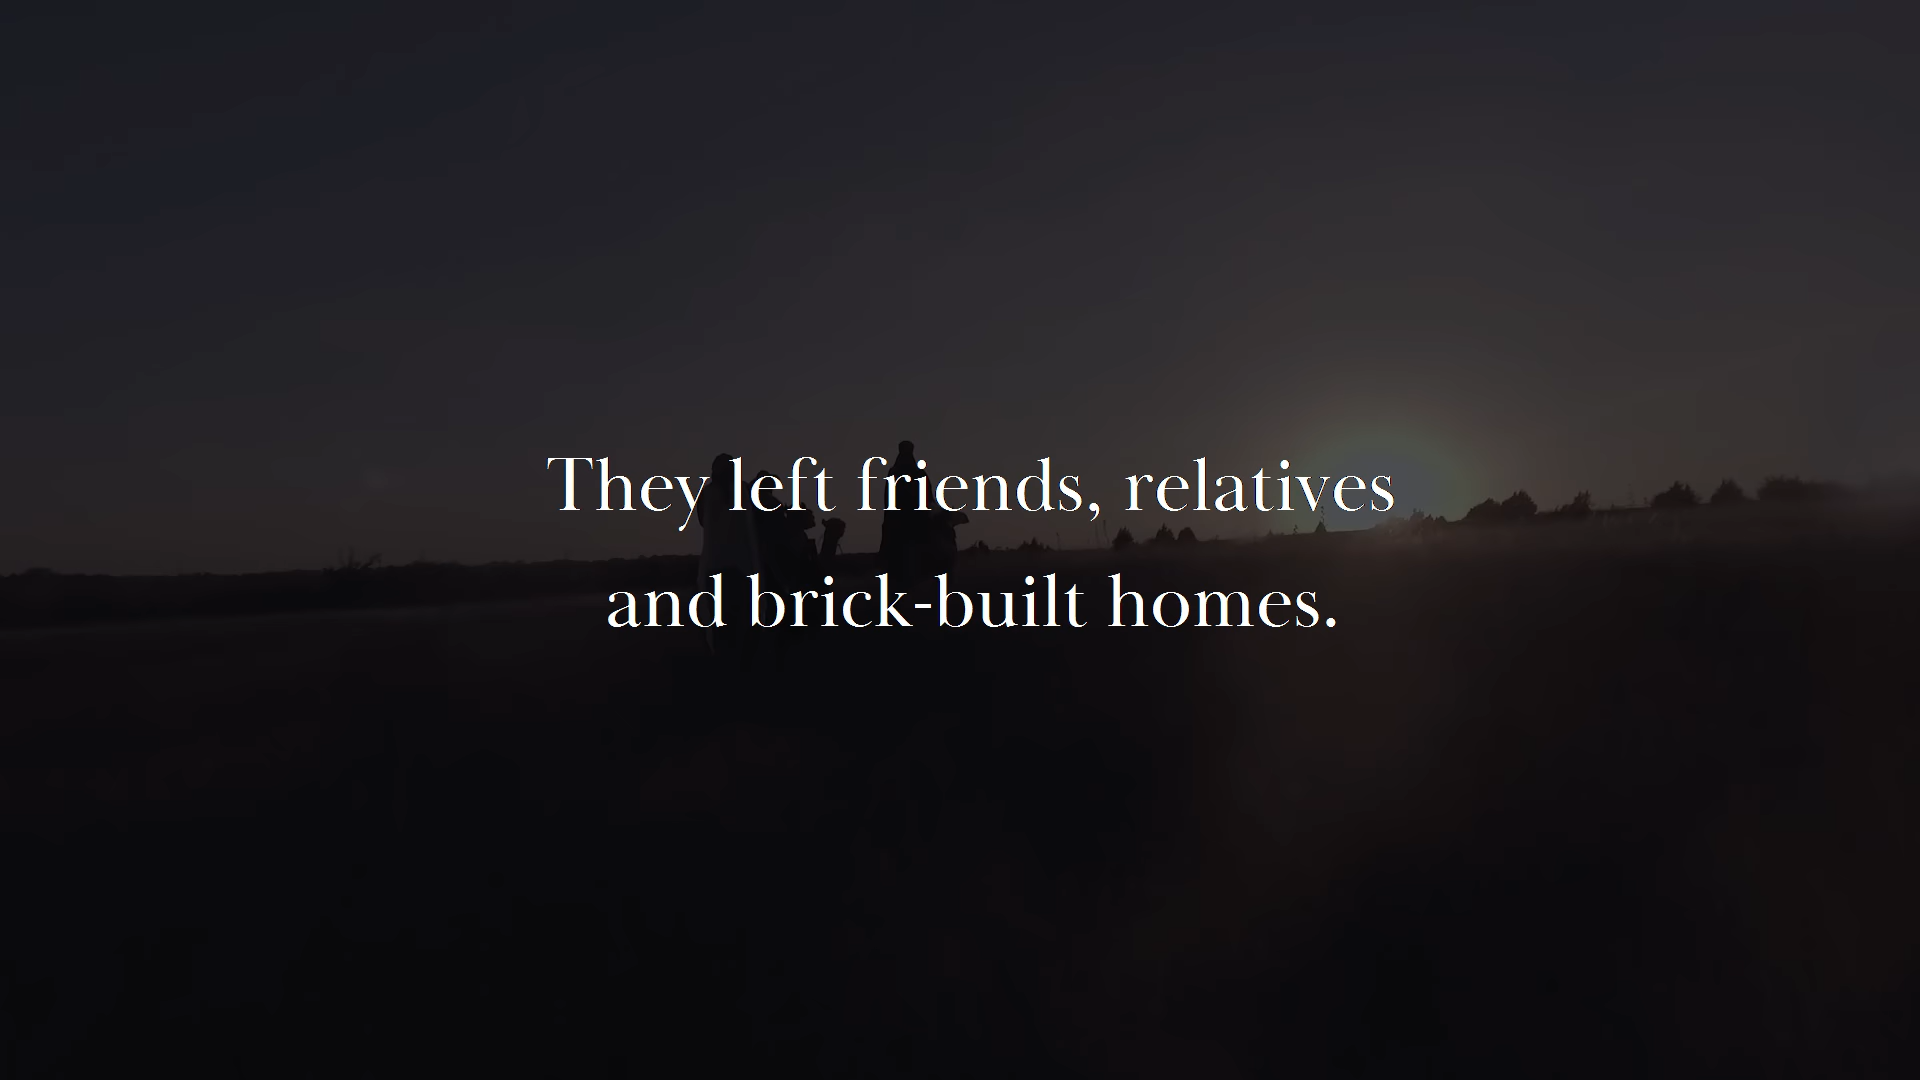 They left friends, relatives
and brick-built homes.